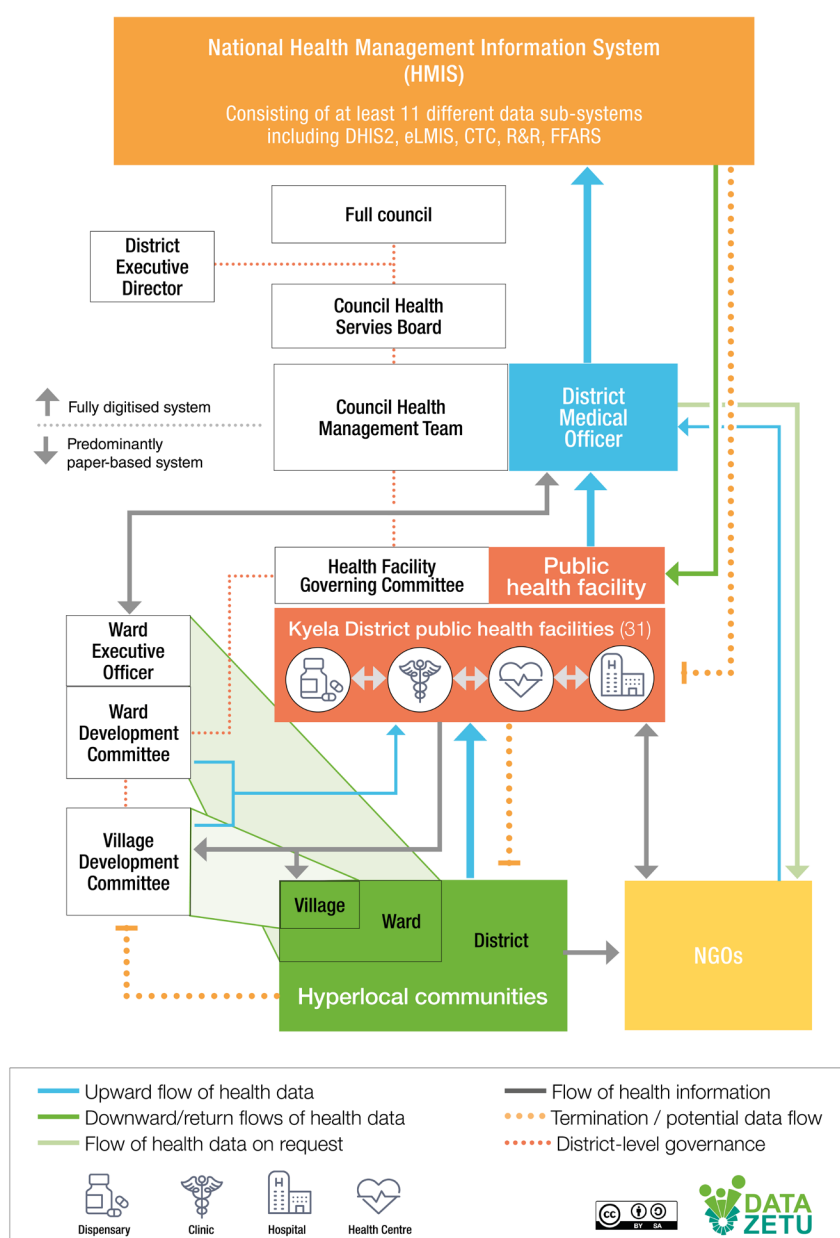 National Health Management Information System
(HMIS)
Consisting of at least 11 different data sub-systems
including DHIS2, eLMIS, CTC, R&R, FFARS
Full council
District
Executive
Director
Council Health
Servies Board
Fully digitised system
Predominantly
paper-based system
Council Health
Management Team
District
Medical
Officer
Health Facility
Governing Committee
Public
health facility
Kyela District public health facilities (31)
H
Ward
Executive
Officer
Ward
Development
Committee
Village
Development
Committee
Village
Ward
District
Hyperlocal communities
NGOs
Upward flow of health data
Downward/return flows of health data
Flow of health data on request
Flow of health information
Termination / potential data flow
District-level governance
H
Dispensary
Clinic
Hospital
Health Centre
cc
BY SA
DATA
ZETU